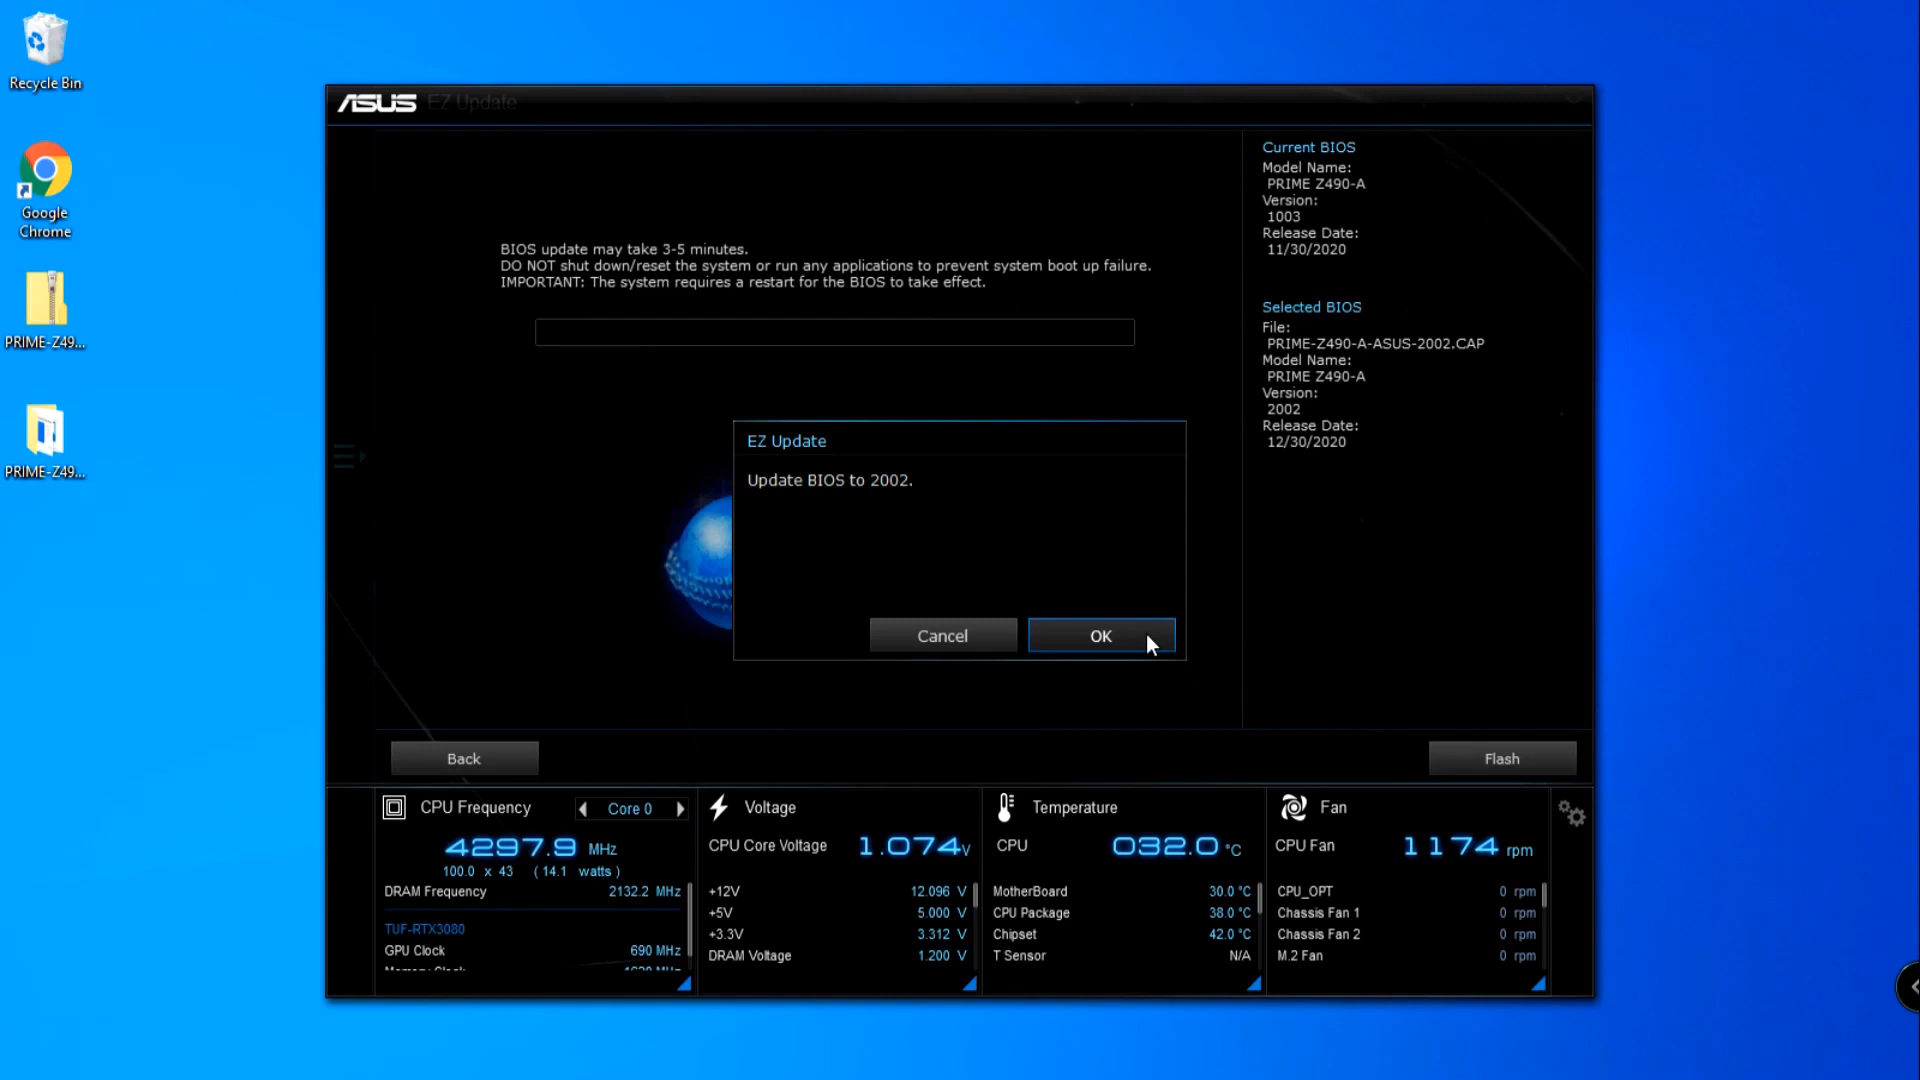 Recycle Bin
Google
Chrome
PRIME-Z49...
PRIME-Z49...
ASUS EZ Update
BIOS update may take 3-5 minutes.
DO NOT shut down/reset the system or run any applications to prevent system boot up failure.
IMPORTANT: The system requires a restart for the BIOS to take effect.
EZ Update
Update BIOS to 2002.
Cancel
OK
Current BIOS
Model Name:
PRIME Z490-A
Version:
1003
Release Date:
11/30/2020
Selected BIOS
File:
PRIME-Z490-A-ASUS-2002.CAP
Model Name:
PRIME Z490-A
Version:
2002
Release Date:
12/30/2020
Back
Flash
CPU Frequency
Core 0
4297.9 MHz
100.0 x 43 ( 14.1 watts )
DRAM Frequency 2132.2 MHz
TUF-RTX3080
GPU Clock 690 MHz
Voltage
CPU Core Voltage 1.074V
+12V 12.096 V
+5V 5.000 V
+3.3V 3.312 V
DRAM Voltage 1.200 V
Temperature
CPU 032.0 °C
MotherBoard 30.0 °C
CPU Package 38.0 °C
Chipset 42.0 °C
T Sensor N/A
Fan
CPU Fan 1174 rpm
CPU_OPT 0 rpm
Chassis Fan 1 0 rpm
Chassis Fan 2 0 rpm
M.2 Fan 0 rpm